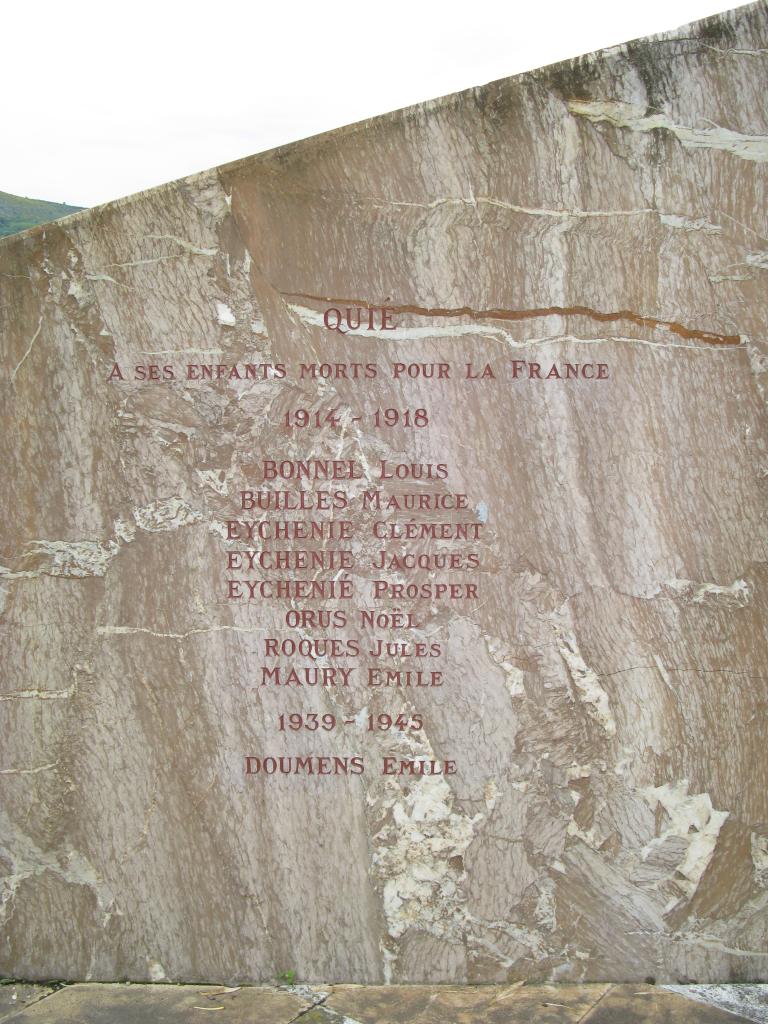 QUIÉ
A SES ENFANTS MORTS POUR LA FRANCE
1914 - 1918
BONNEL LOUIS
BUILLES MAURICE
EYCHENIE CLÉMENT
EYCHENIE JACQUES
EYCHENIÉ PROSPER
ORUS NOËL
ROQUES JULES
MAURY EMILE
1939 - 1945
DOUMENS EMILE